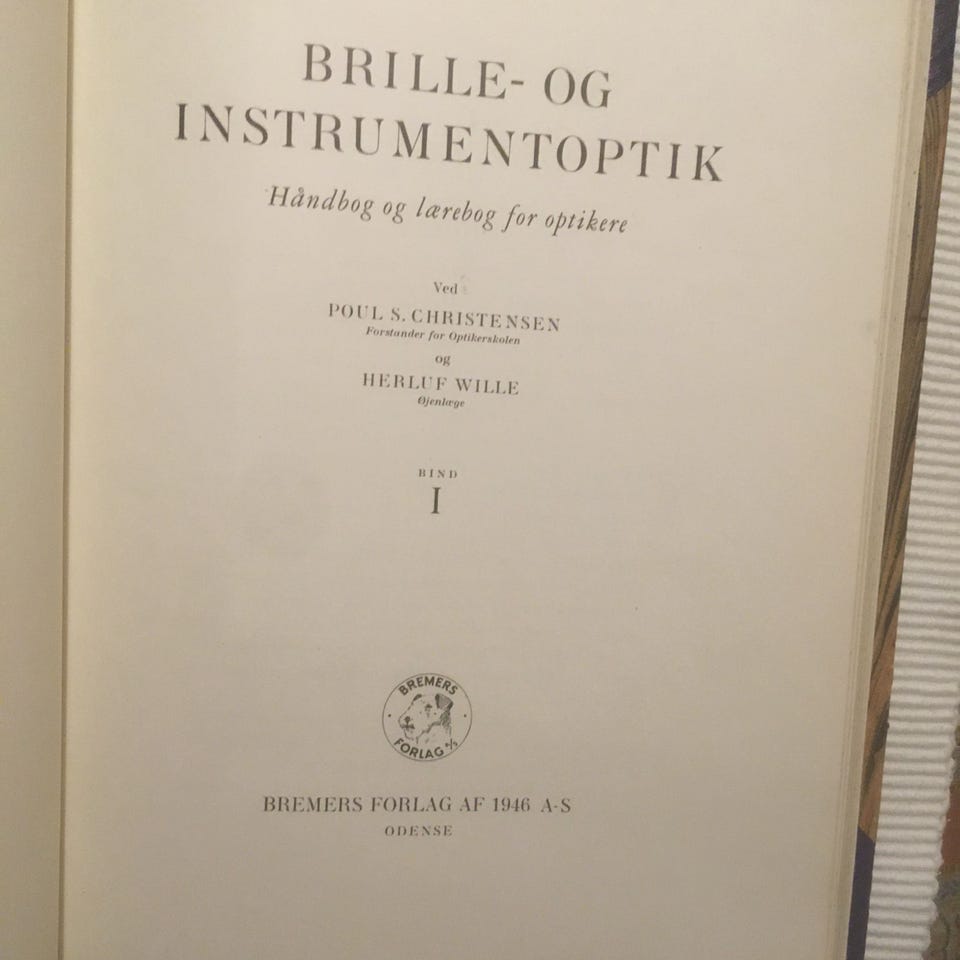 BRILLE- OG
INSTRUMENTOPTIK
Håndbog og lærebog for optikere
Ved
POUL S. CHRISTENSEN
Forstander for Optikerskolen
og
HERLUF WILLE
Øjenlæge
BIND
I
BREMERS
FORLAG A/S
BREMERS FORLAG AF 1946 A-S
ODENSE